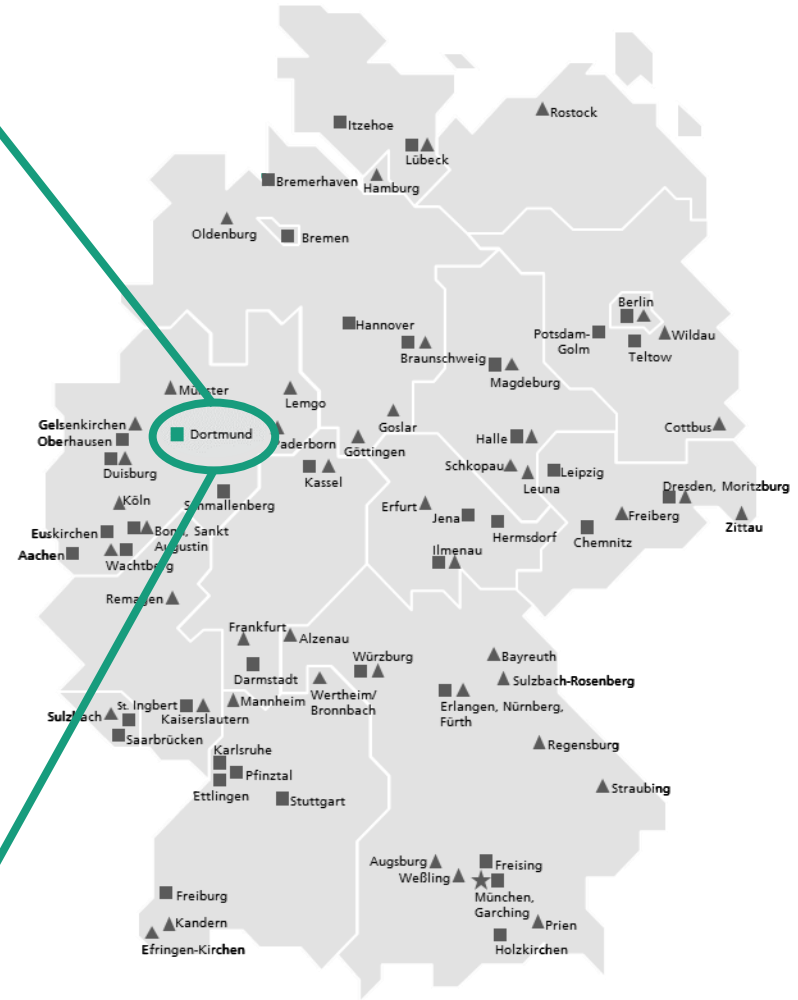 Rostock
Itzehoe
Lübeck
Bremerhaven
Hamburg
Oldenburg
Bremen
Berlin
Hannover
Potsdam-
Golm
Wildau
Teltow
Braunschweig
Magdeburg
Münster
Lemgo
Goslar
Gelsenkirchen
Oberhausen
Dortmund
Paderborn
Göttingen
Halle
Cottbus
Duisburg
Kassel
Schkopau
Leuna
Leipzig
Dresden, Moritzburg
Köln
Schmallenberg
Erfurt
Jena
Hermsdorf
Freiberg
Zittau
Chemnitz
Euskirchen
Bonn, Sankt
Augustin
Aachen
Wachtberg
Ilmenau
Remagen
Frankfurt
Alzenau
Würzburg
Bayreuth
Darmstadt
Sulzbach-Rosenberg
Wertheim/
Bronnbach
Erlangen, Nürnberg,
Fürth
St. Ingbert
Kaiserslautern
Mannheim
Sulzbach
Saarbrücken
Karlsruhe
Pfinztal
Ettlingen
Stuttgart
Regensburg
Straubing
Augsburg
Weßling
Freising
München,
Garching
Freiburg
Kandern
Efringen-Kirchen
Prien
Holzkirchen